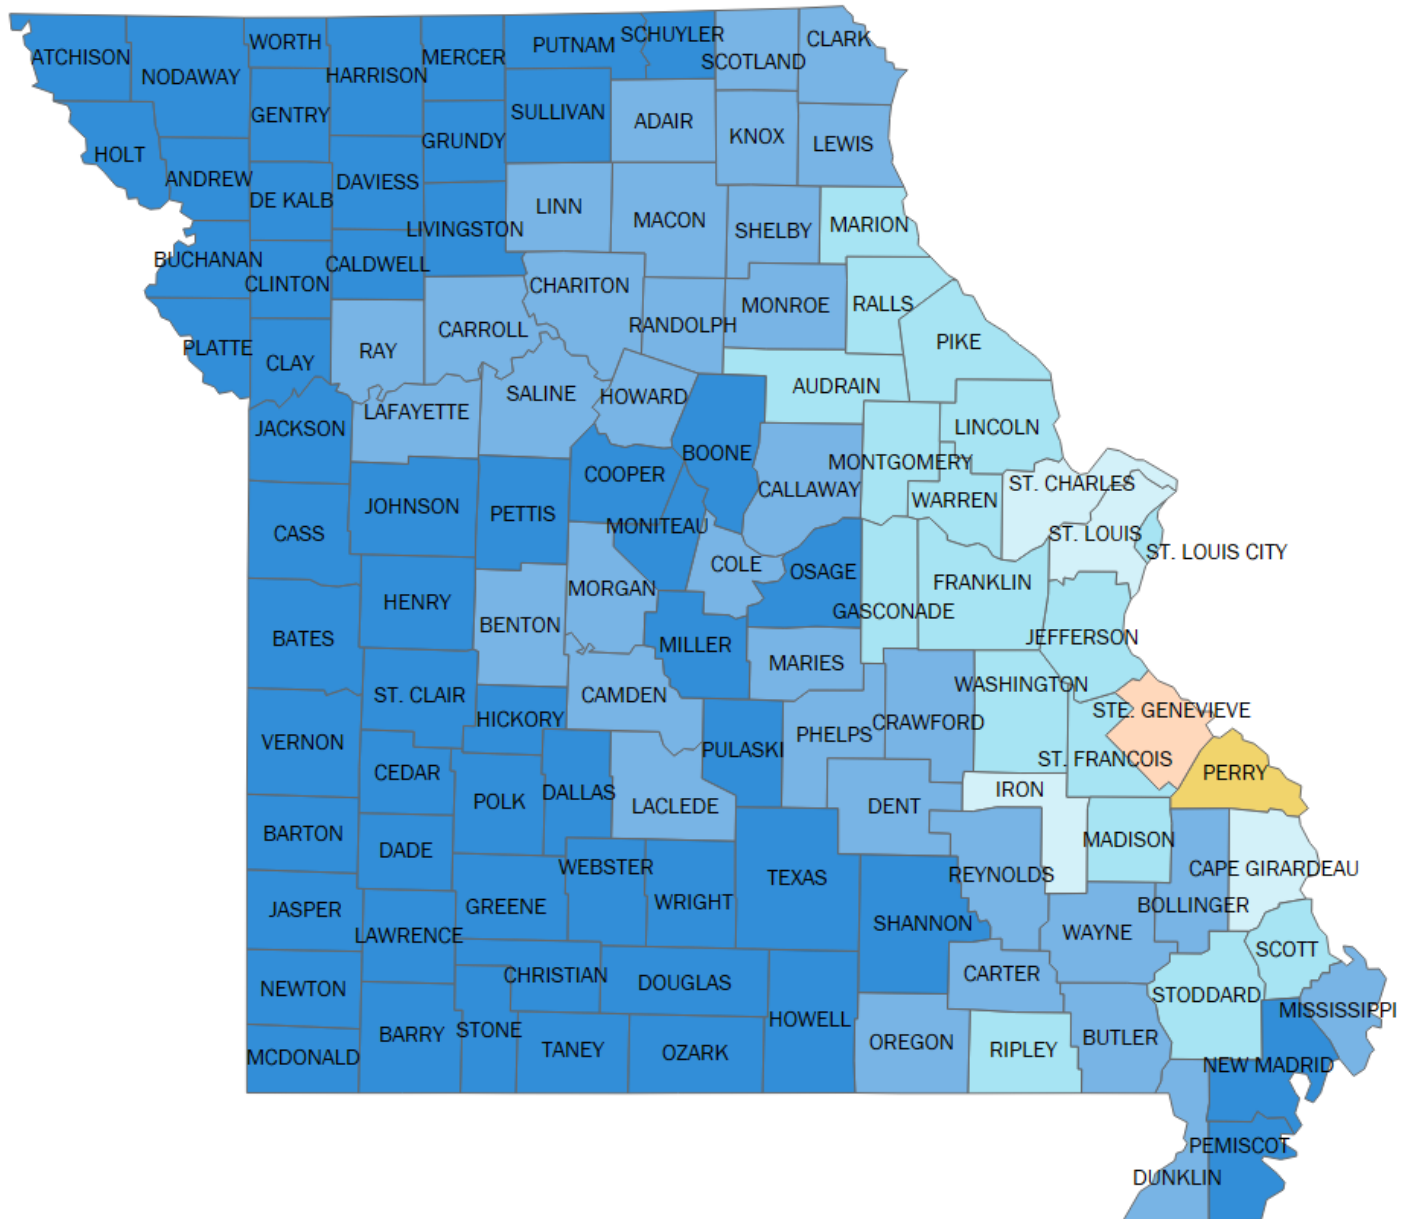 ATCHISON
NODAWAY
WORTH
HARRISON
MERCER
PUTNAM
SCHUYLER
SCOTLAND
CLARK
GENTRY
SULLIVAN
ADAIR
KNOX
LEWIS
HOLT
ANDREW
DE KALB
DAVIESS
GRUNDY
LINN
MACON
SHELBY
MARION
BUCHANAN
CLINTON
CALDWELL
LIVINGSTON
CHARITON
RANDOLPH
MONROE
RALLS
PIKE
PLATTE
CLAY
RAY
CARROLL
LAFAYETTE
SALINE
HOWARD
AUDRAIN
LINCOLN
JACKSON
BOONE
COOPER
CALLAWAY
MONTGOMERY
WARREN
ST. CHARLES
CASS
JOHNSON
PETTIS
MONITEAU
ST. LOUIS
ST. LOUIS CITY
COLE
OSAGE
GASCONADE
FRANKLIN
JEFFERSON
BATES
HENRY
BENTON
MORGAN
MILLER
MARIES
ST. CLAIR
HICKORY
CAMDEN
WASHINGTON
STE. GENEVIEVE
VERNON
CEDAR
POLK
DALLAS
LACLEDE
PULASKI
PHELPS
CRAWFORD
ST. FRANCOIS
PERRY
DENT
IRON
BARTON
DADE
MADISON
WEBSTER
WRIGHT
TEXAS
REYNOLDS
CAPE GIRARDEAU
JASPER
LAWRENCE
GREENE
SHANNON
WAYNE
BOLLINGER
SCOTT
NEWTON
CHRISTIAN
DOUGLAS
CARTER
STODDARD
MISSISSIPPI
MCDONALD
BARRY
STONE
TANEY
OZARK
HOWELL
OREGON
RIPLEY
BUTLER
NEW MADRID
PEMISCOT
DUNKLIN